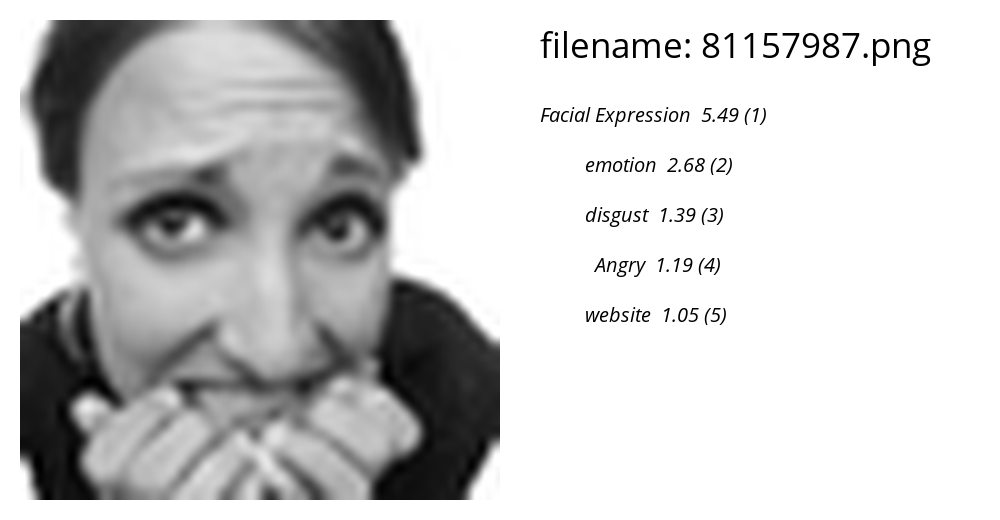 filename: 81157987.png
Facial Expression 5.49 (1)
emotion 2.68 (2)
disgust 1.39 (3)
Angry 1.19 (4)
website 1.05 (5)